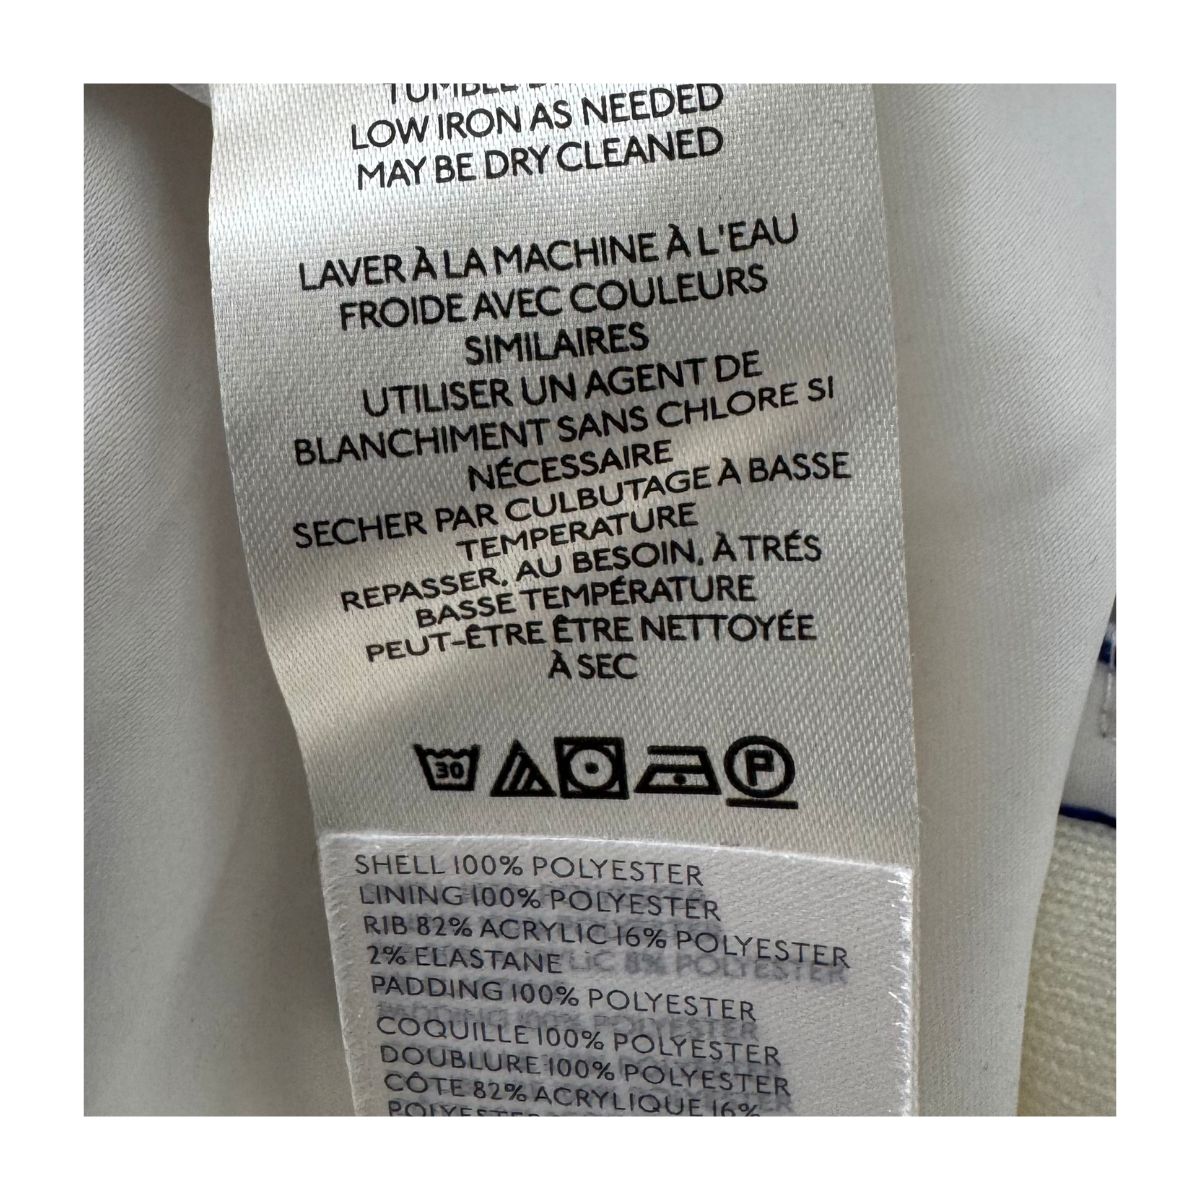 TUMBLE
LOW IRON AS NEEDED
MAY BE DRY CLEANED
LAVER À LA MACHINE À L'EAU
FROIDE AVEC COULEURS
SIMILAIRES
UTILISER UN AGENT DE
BLANCHIMENT SANS CHLORE SI
NÉCESSAIRE
SECHER PAR CULBUTAGE À BASSE
TEMPERATURE
REPASSER, AU BESOIN, À TRÉS
BASSE TEMPÉRATURE
PEUT-ÊTRE ÊTRE NETTOYÉE
À SEC
30 P
SHELL 100% POLYESTER
LINING 100% POLYESTER
RIB 82% ACRYLIC 16% POLYESTER
2% ELASTANE
PADDING 100% POLYESTER
COQUILLE 100% POLYESTER
DOUBLURE 100% POLYESTER
CÔTE 82% ACRYLIQUE 16%
POLYESTER